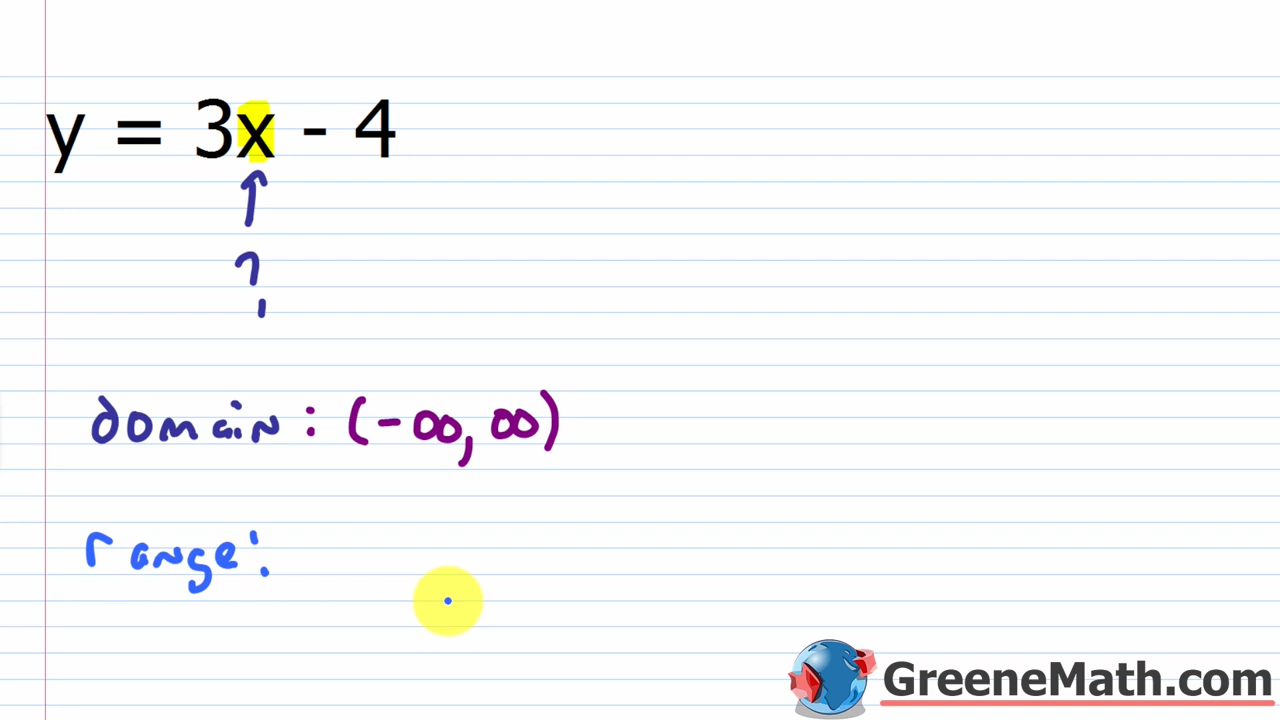 y = 3x - 4
?
domain: (-∞, ∞)
range:
GreeneMath.com